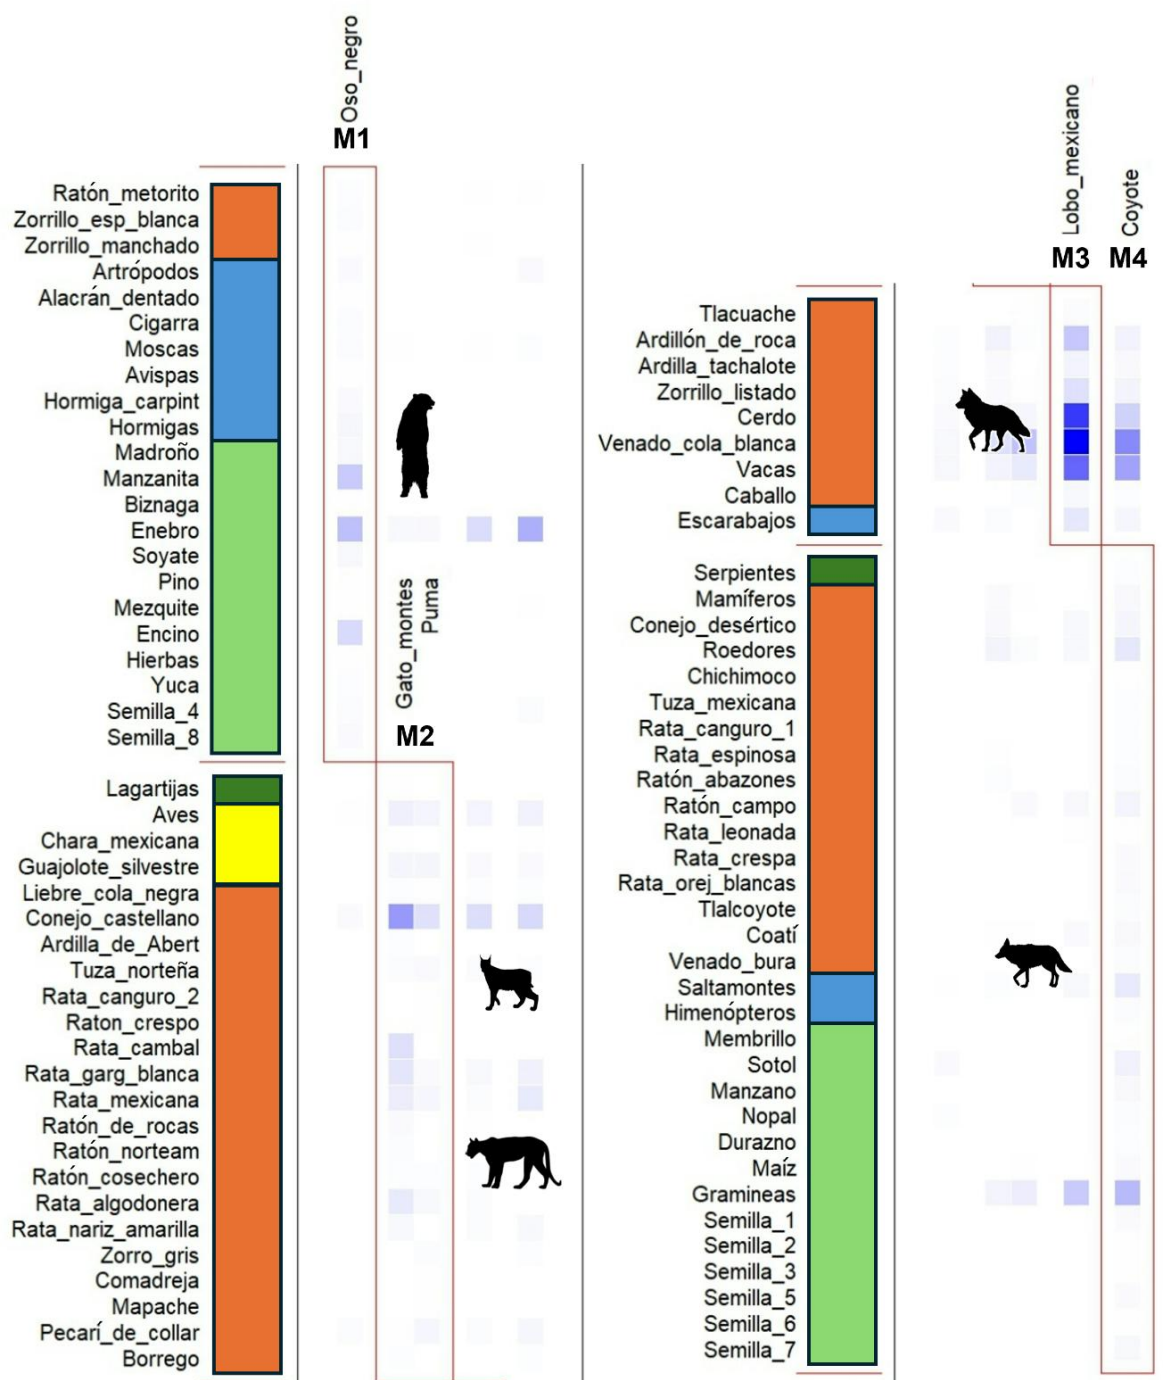 Oso_negro
M1
Ratón_metorito
Zorrillo_esp_blanca
Zorrillo_manchado
Artrópodos
Alacrán_dentado
Cigarra
Moscas
Avispas
Hormiga_carpint
Hormigas
Madroño
Manzanita
Biznaga
Enebro
Soyate
Pino
Mezquite
Encino
Hierbas
Yuca
Semilla_4
Semilla_8
Gato_montes
Puma
M2
Lagartijas
Aves
Chara_mexicana
Guajolote_silvestre
Liebre_cola_negra
Conejo_castellano
Ardilla_de_Abert
Tuza_norteña
Rata_canguro_2
Raton_crespo
Rata_cambal
Rata_garg_blanca
Rata_mexicana
Ratón_de_rocas
Ratón_norteam
Ratón_cosechero
Rata_algodonera
Rata_nariz_amarilla
Zorro_gris
Comadreja
Mapache
Pecarí_de_collar
Borrego
Lobo_mexicano
Coyote
M3 M4
Tlacuache
Ardillón_de_roca
Ardilla_tachalote
Zorrillo_listado
Cerdo
Venado_cola_blanca
Vacas
Caballo
Escarabajos
Serpientes
Mamíferos
Conejo_desértico
Roedores
Chichimoco
Tuza_mexicana
Rata_canguro_1
Rata_espinosa
Ratón_abazones
Ratón_campo
Rata_leonada
Rata_crespa
Rata_orej_blancas
Tlalcoyote
Coatí
Venado_bura
Saltamontes
Himenópteros
Membrillo
Sotol
Manzano
Nopal
Durazno
Maíz
Gramineas
Semilla_1
Semilla_2
Semilla_3
Semilla_5
Semilla_6
Semilla_7